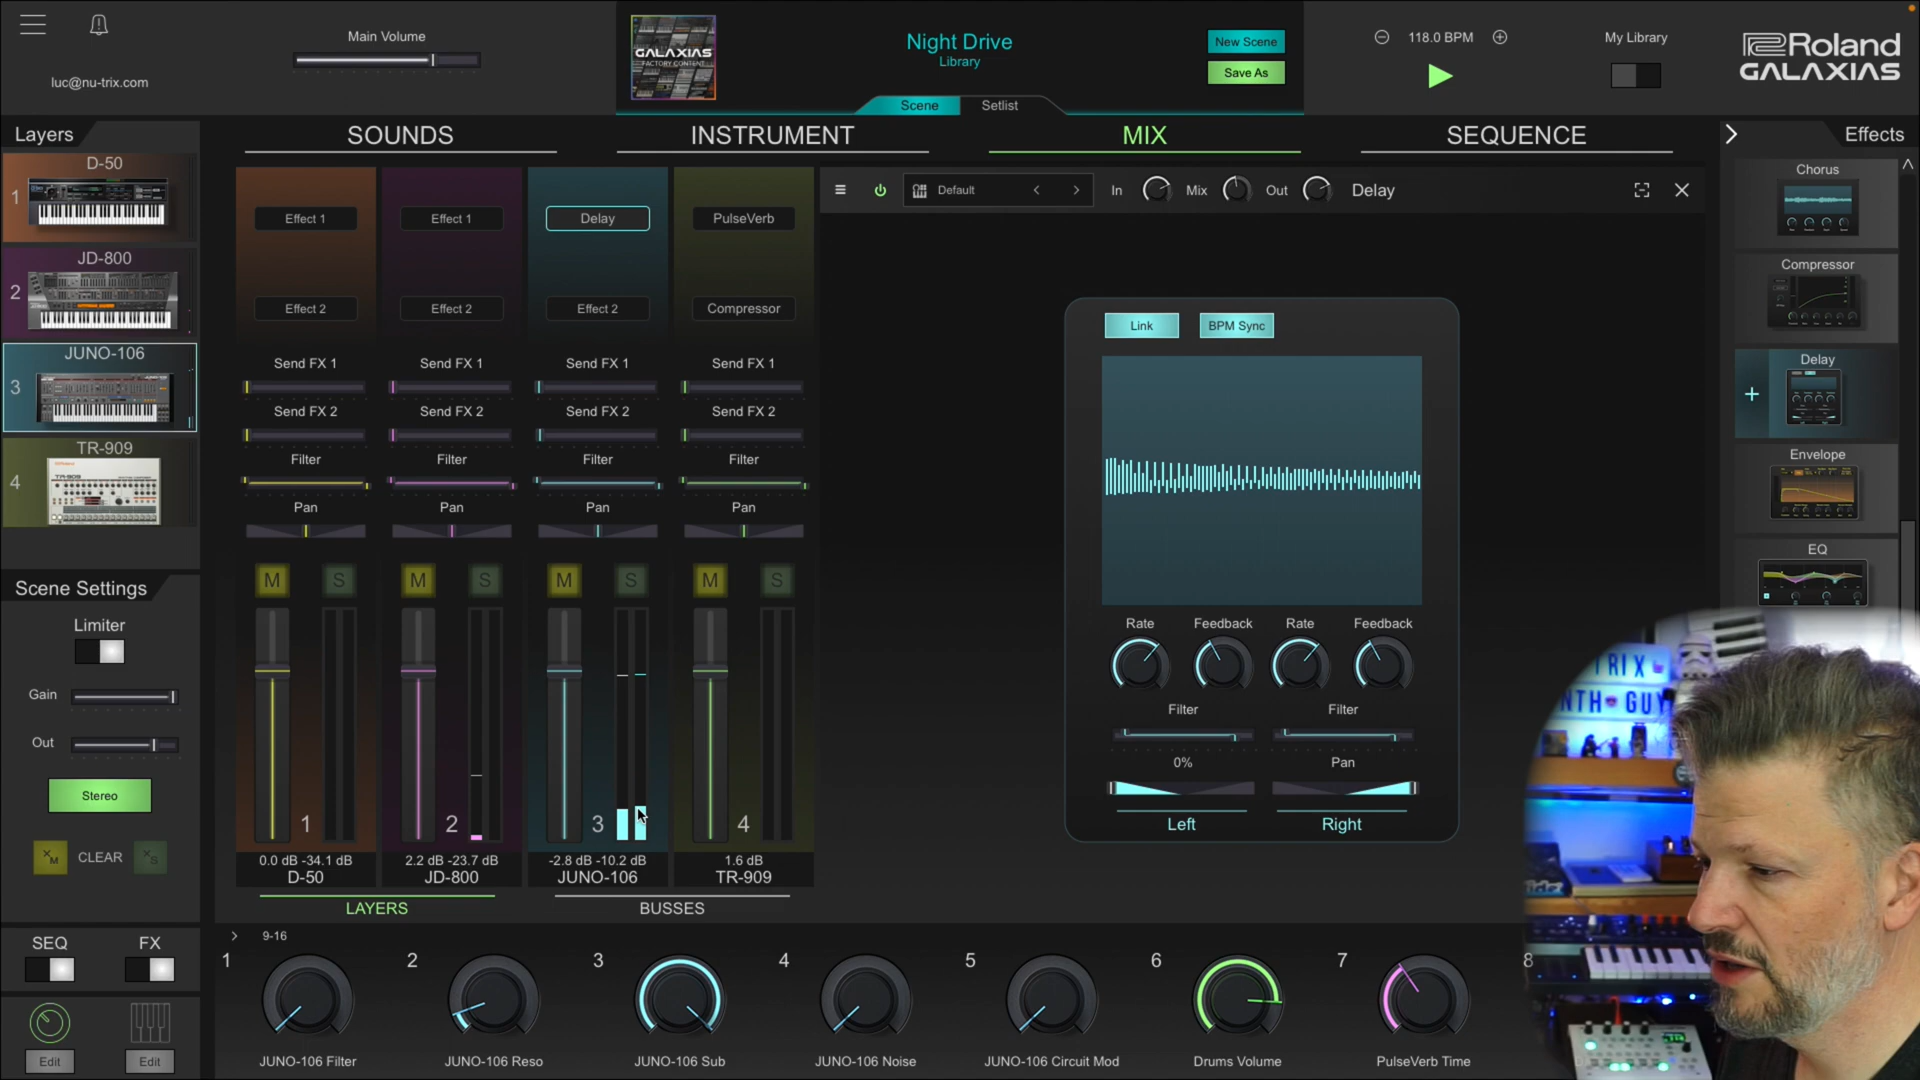 luc@nu-trix.com
Main Volume
GALAXIAS
FACTORY CONTENT
Night Drive
Library
New Scene
Save As
Scene
Setlist
118.0 BPM
My Library
Roland
GALAXIAS
Layers
SOUNDS
INSTRUMENT
MIX
SEQUENCE
Effects
1
D-50
2
JD-800
3
JUNO-106
4
TR-909
Effect 1
Effect 1
Delay
PulseVerb
Effect 2
Effect 2
Effect 2
Compressor
Send FX 1
Send FX 1
Send FX 1
Send FX 1
Send FX 2
Send FX 2
Send FX 2
Send FX 2
Filter
Filter
Filter
Filter
Pan
Pan
Pan
Pan
M
S
M
S
M
S
M
S
1
2
3
4
0.0 dB -34.1 dB
2.2 dB -23.7 dB
-2.8 dB -10.2 dB
1.6 dB
D-50
JD-800
JUNO-106
TR-909
LAYERS
BUSSES
Default
In
Mix
Out
Delay
Link
BPM Sync
Rate
Feedback
Rate
Feedback
Filter
Filter
0%
Pan
Left
Right
Chorus
Compressor
Delay
Envelope
EQ
Scene Settings
Limiter
Gain
Out
Stereo
M
CLEAR
S
SEQ
FX
Edit
Edit
9-16
1
2
3
4
5
6
7
8
JUNO-106 Filter
JUNO-106 Reso
JUNO-106 Sub
JUNO-106 Noise
JUNO-106 Circuit Mod
Drums Volume
PulseVerb Time
TRIX
NTH GUY